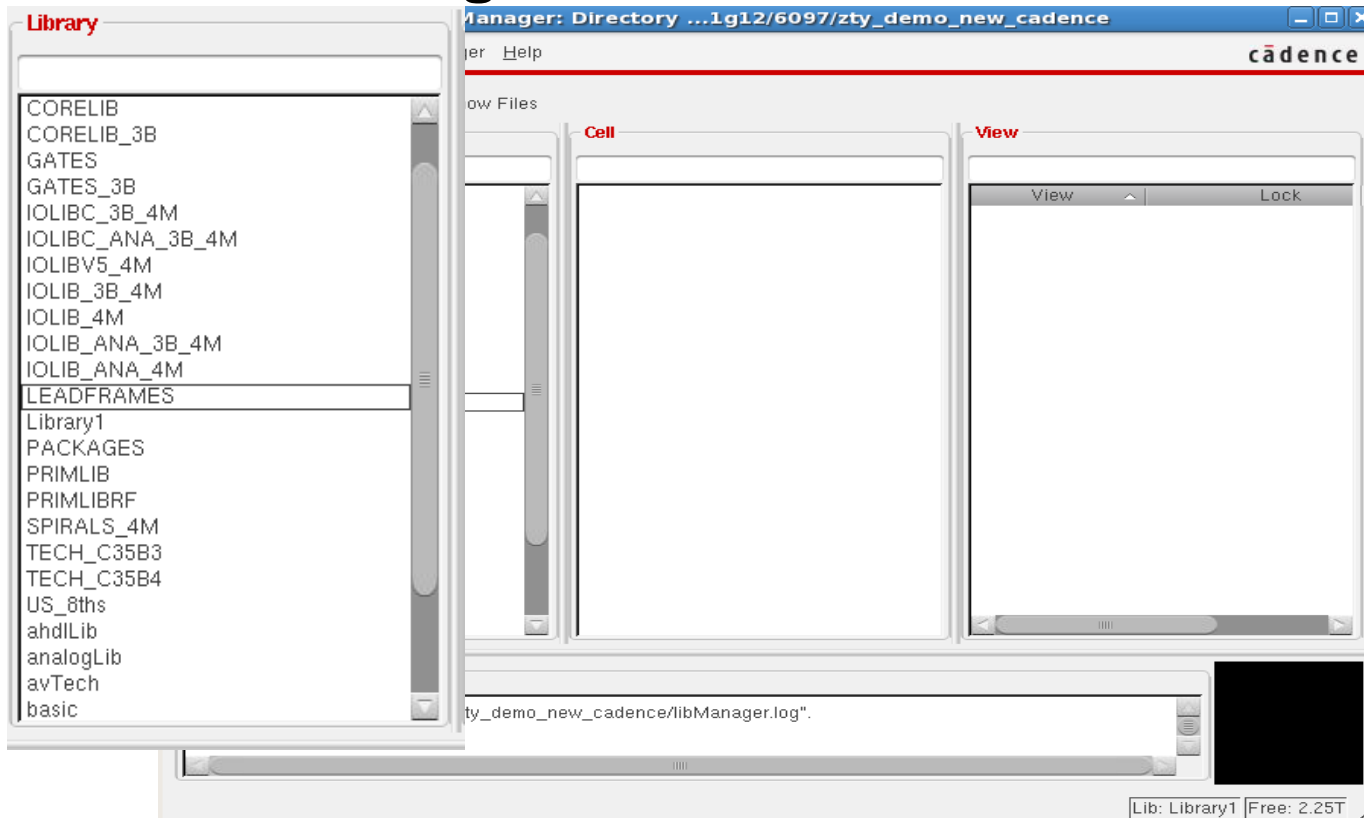 Library
Manager: Directory ...1g12/6097/zty_demo_new_cadence
Help
cādence
ow Files
CORELIB
CORELIB_3B
GATES
GATES_3B
IOLIBC_3B_4M
IOLIBC_ANA_3B_4M
IOLIBV5_4M
IOLIB_3B_4M
IOLIB_4M
IOLIB_ANA_3B_4M
IOLIB_ANA_4M
LEADFRAMES
Library1
PACKAGES
PRIMLIB
PRIMLIBRF
SPIRALS_4M
TECH_C35B3
TECH_C35B4
US_8ths
ahdlLib
analogLib
avTech
basic
Cell
View
View Lock
ty_demo_new_cadence/libManager.log".
Lib: Library1 Free: 2.25T